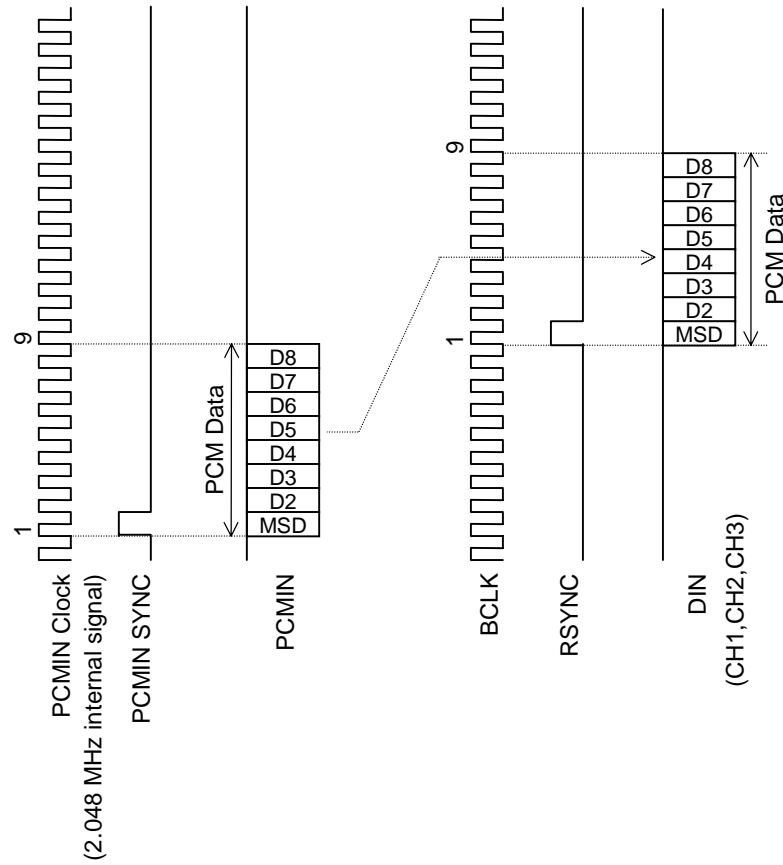 PCMIN Clock
(2.048 MHz internal signal)
1
9
PCMIN SYNC
PCM Data
PCMIN
MSD
D2
D3
D4
D5
D6
D7
D8
BCLK
1
9
RSYNC
DIN
(CH1,CH2,CH3)
MSD
D2
D3
D4
D5
D6
D7
D8
PCM Data